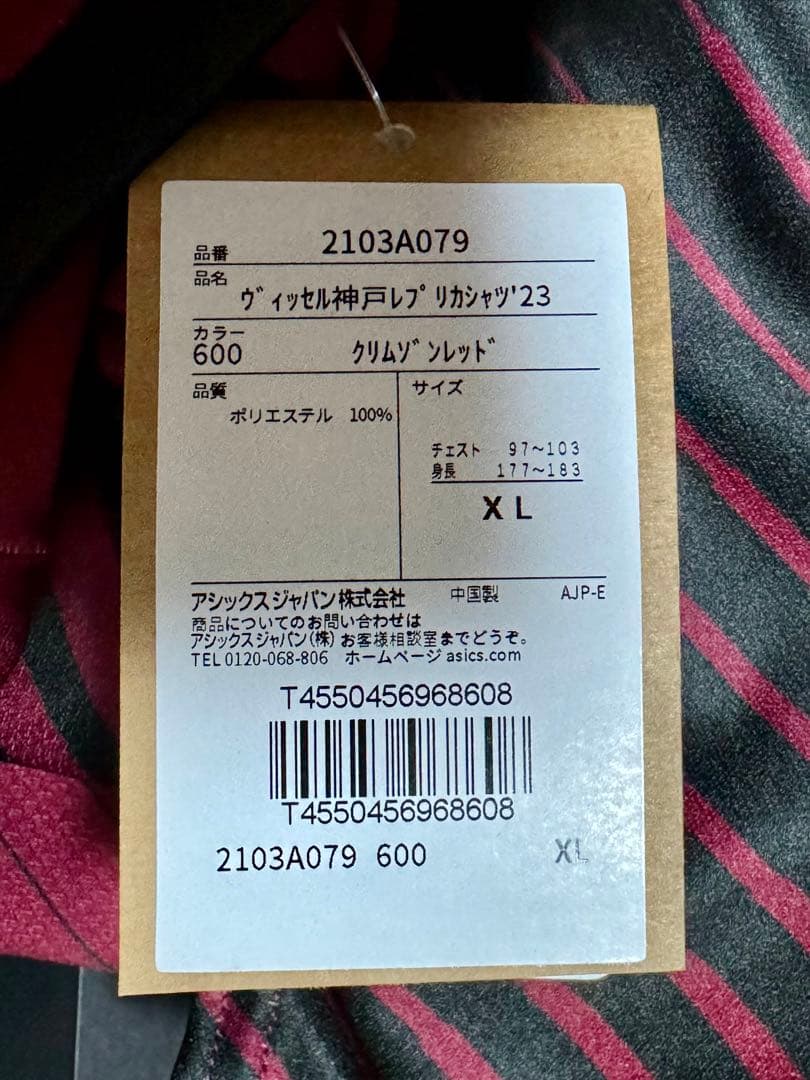 品番 2103A079
品名
ｳﾞｨｯｾﾙ神戸ﾚﾌﾟﾘｶｼｬﾂ'23
カラー
600 ｸﾘﾑｿﾞﾝﾚｯﾄﾞ
品質 サイズ
ポリエステル 100%
チェスト 97～103
身長 177～183
XL
アシックスジャパン株式会社 中国製 AJP-E
商品についてのお問い合わせは
アシックスジャパン(株)お客様相談室までどうぞ。
TEL 0120-068-806 ホームページ asics.com
T4550456968608
T4550456968608
2103A079 600 XL